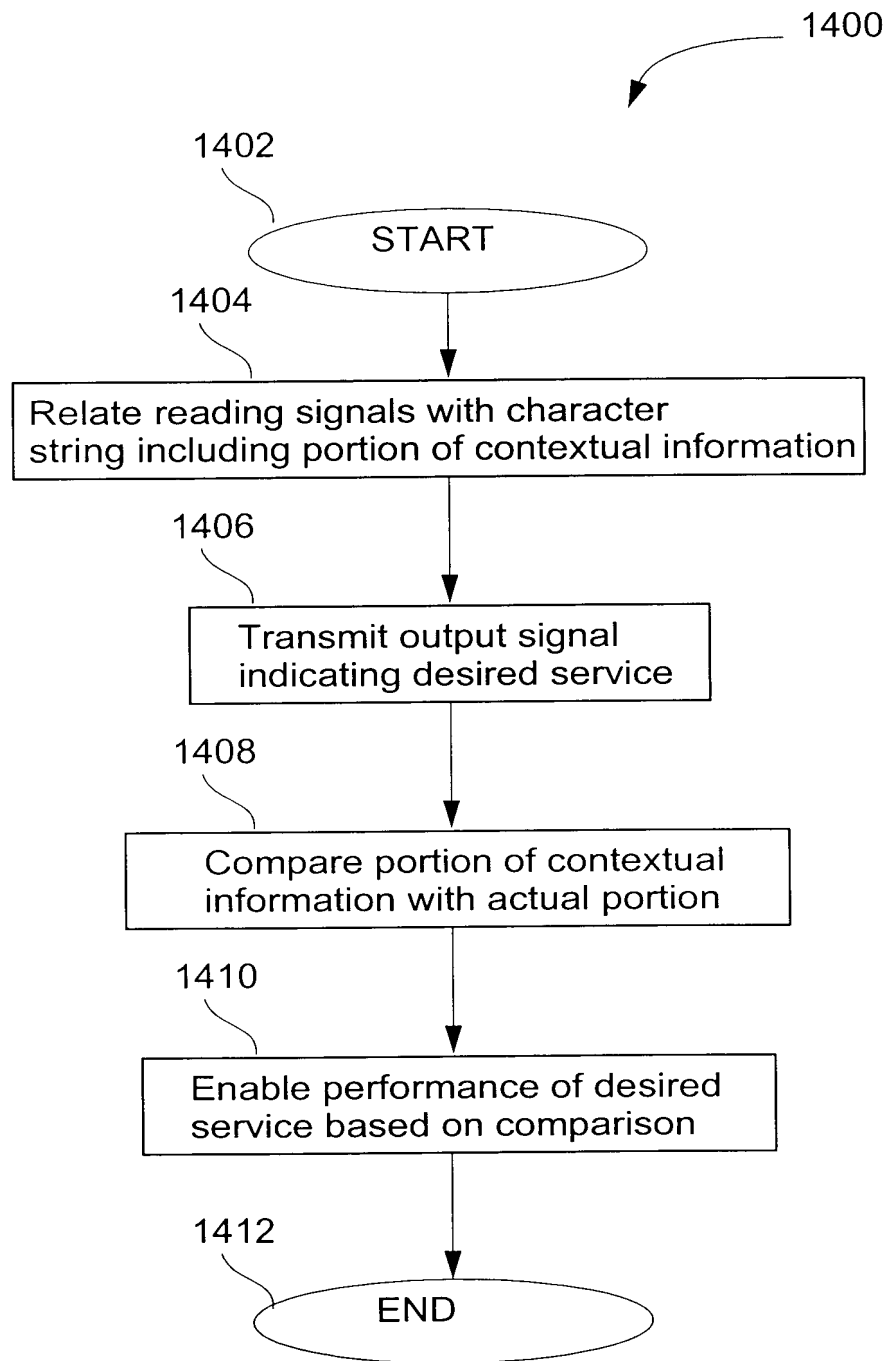 1400
1402
START
1404
Relate reading signals with character
string including portion of contextual information
1406
Transmit output signal
indicating desired service
1408
Compare portion of contextual
information with actual portion
1410
Enable performance of desired
service based on comparison
1412
END